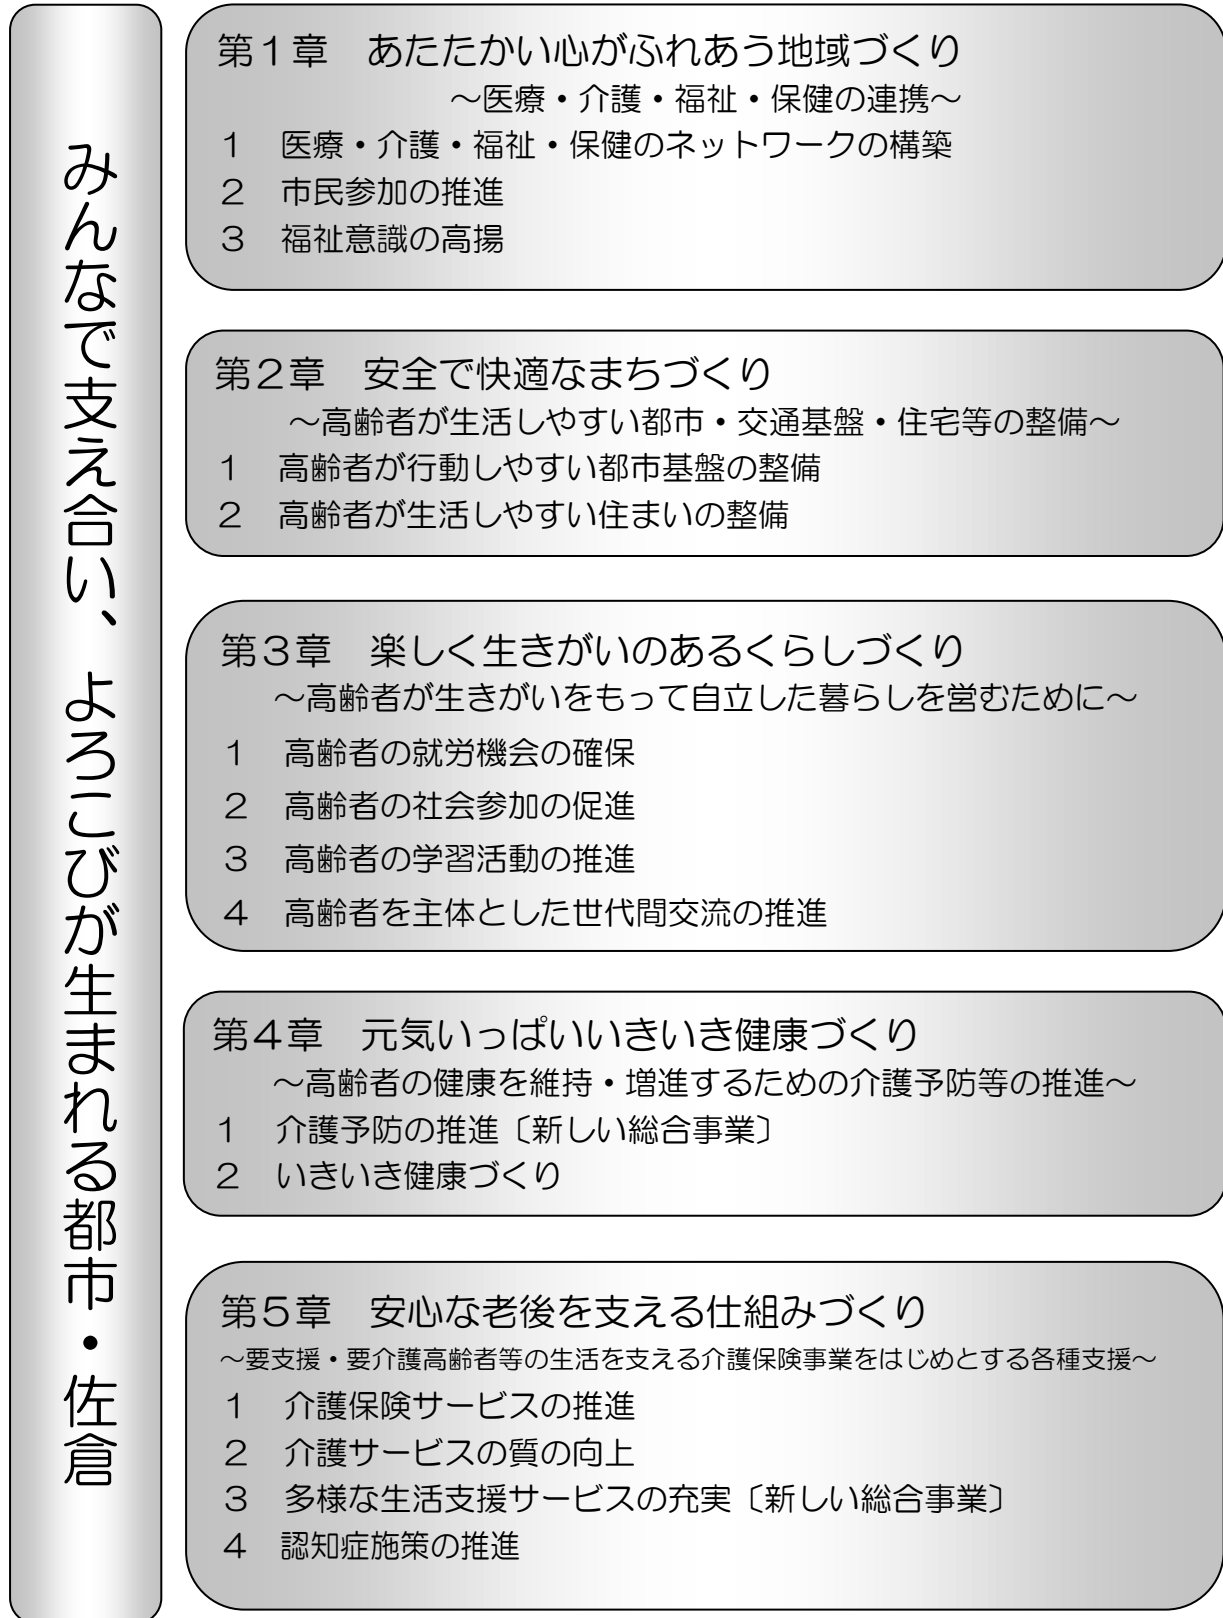 みんなで支え合い、よろこびが生まれる都市・佐倉
第１章　あたたかい心がふれあう地域づくり
～医療・介護・福祉・保健の連携～
１　医療・介護・福祉・保健のネットワークの構築
２　市民参加の推進
３　福祉意識の高揚
第２章　安全で快適なまちづくり
～高齢者が生活しやすい都市・交通基盤・住宅等の整備～
１　高齢者が行動しやすい都市基盤の整備
２　高齢者が生活しやすい住まいの整備
第３章　楽しく生きがいのあるくらしづくり
～高齢者が生きがいをもって自立した暮らしを営むために～
１　高齢者の就労機会の確保
２　高齢者の社会参加の促進
３　高齢者の学習活動の推進
４　高齢者を主体とした世代間交流の推進
第４章　元気いっぱいいきいき健康づくり
～高齢者の健康を維持・増進するための介護予防等の推進～
１　介護予防の推進〔新しい総合事業〕
２　いきいき健康づくり
第５章　安心な老後を支える仕組みづくり
～要支援・要介護高齢者等の生活を支える介護保険事業をはじめとする各種支援～
１　介護保険サービスの推進
２　介護サービスの質の向上
３　多様な生活支援サービスの充実〔新しい総合事業〕
４　認知症施策の推進